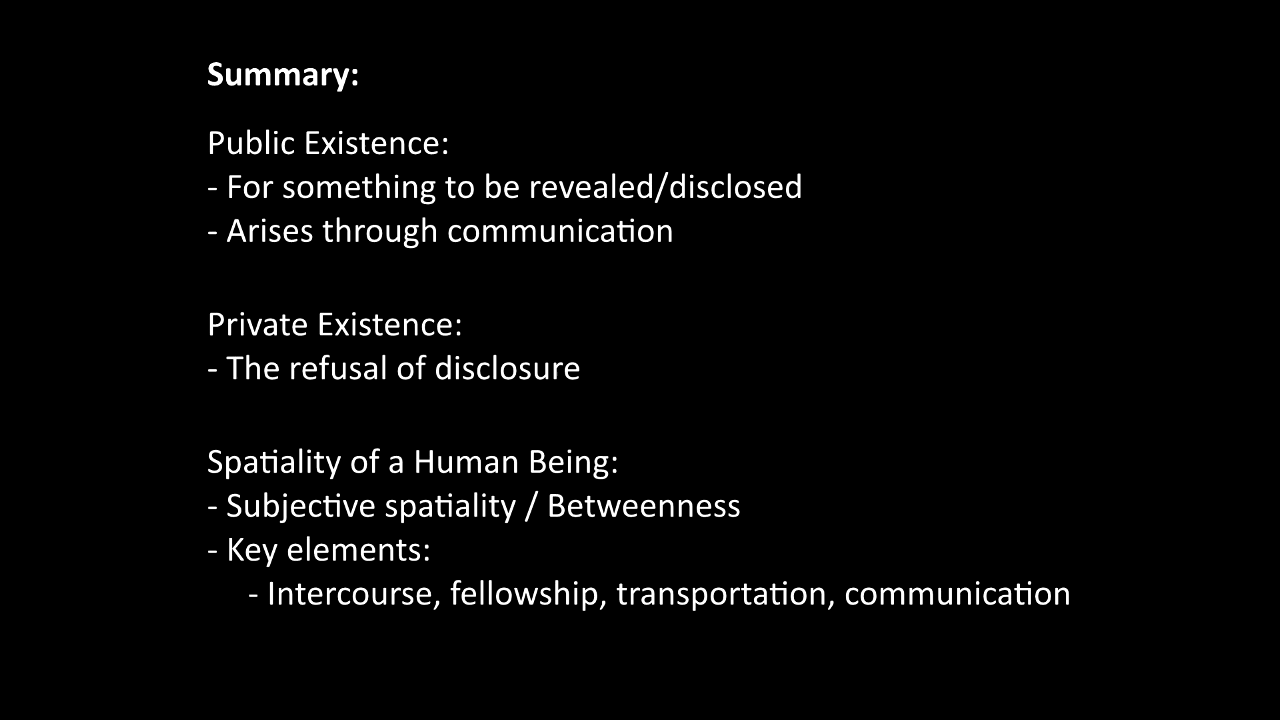 Summary:
Public Existence:
- For something to be revealed/disclosed
- Arises through communication
Private Existence:
- The refusal of disclosure
Spatiality of a Human Being:
- Subjective spatiality / Betweenness
- Key elements:
- Intercourse, fellowship, transportation, communication